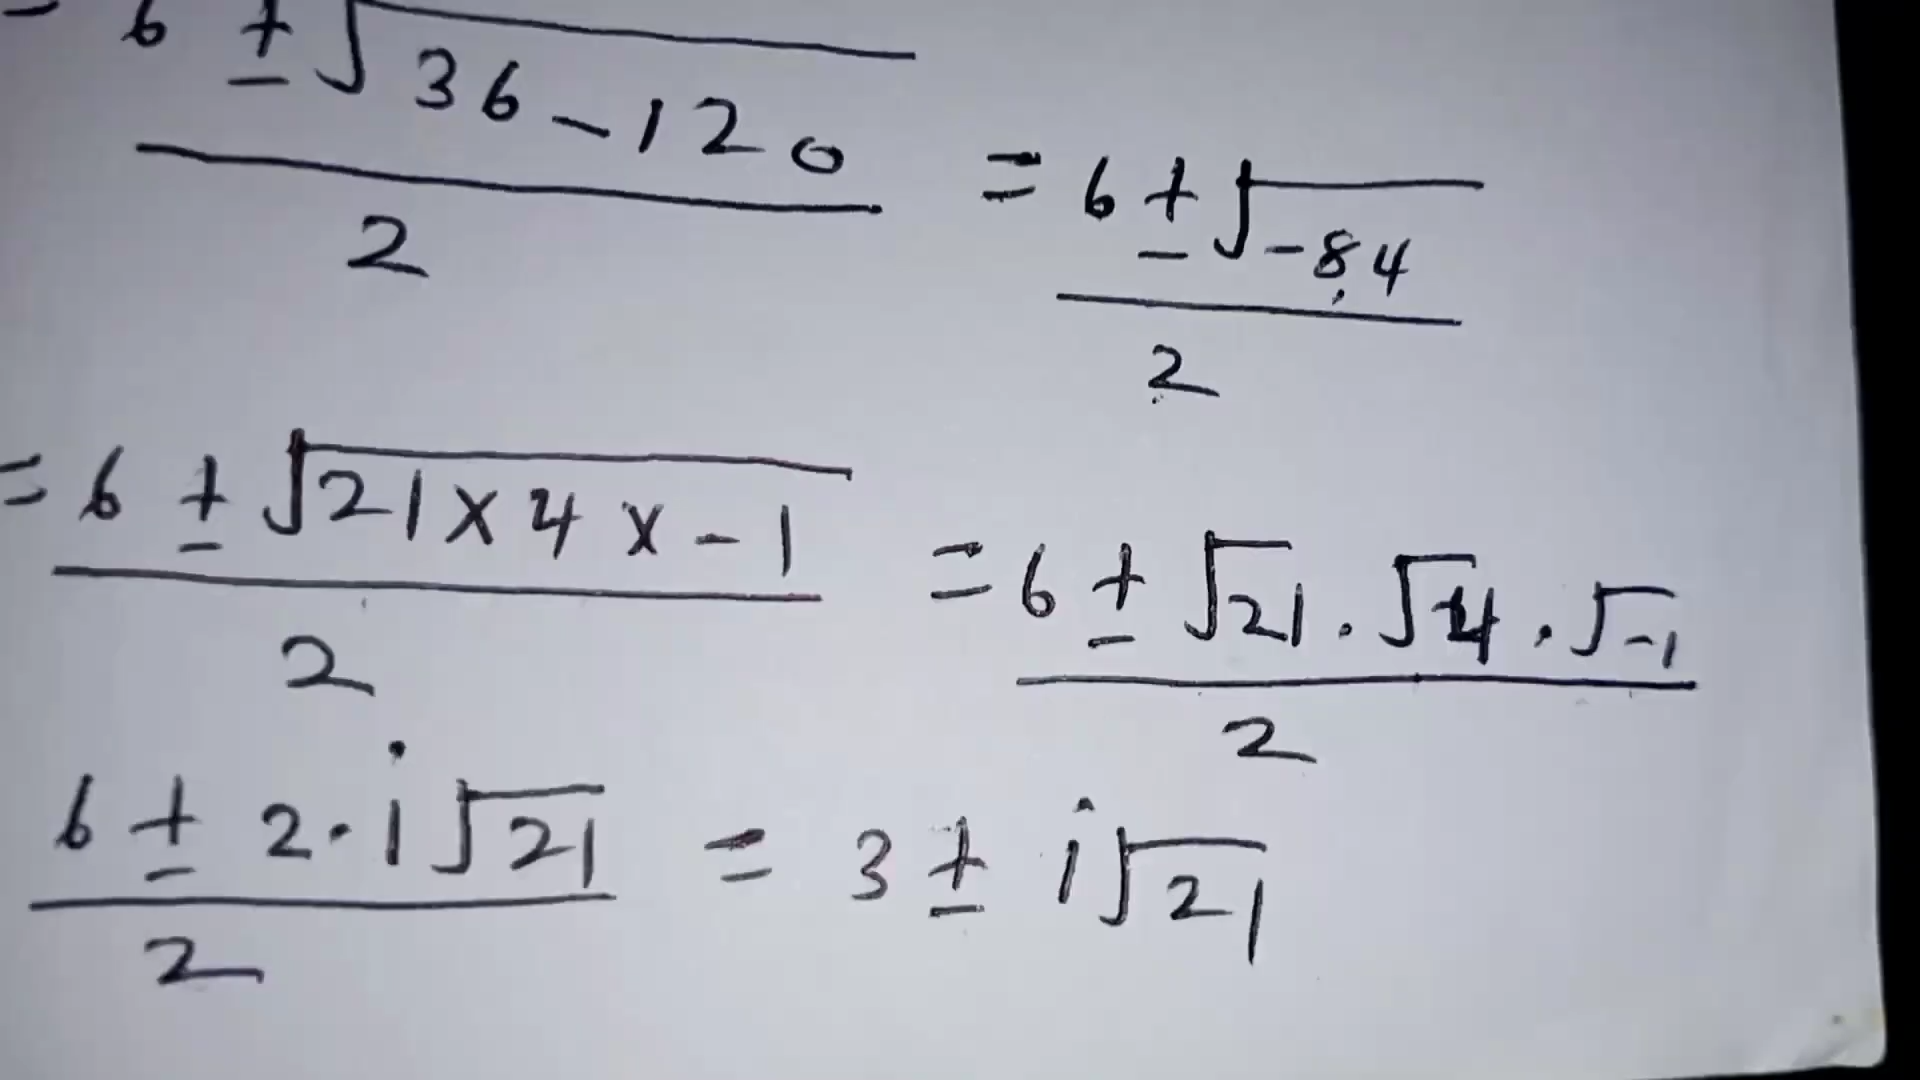 = 6 ± √36 - 120 / 2 = 6 ± √-84 / 2
= 6 ± √21 x 4 x -1 / 2 = 6 ± √21 . √4 . √-1 / 2
6 ± 2 · i √21 / 2 = 3 ± i √21